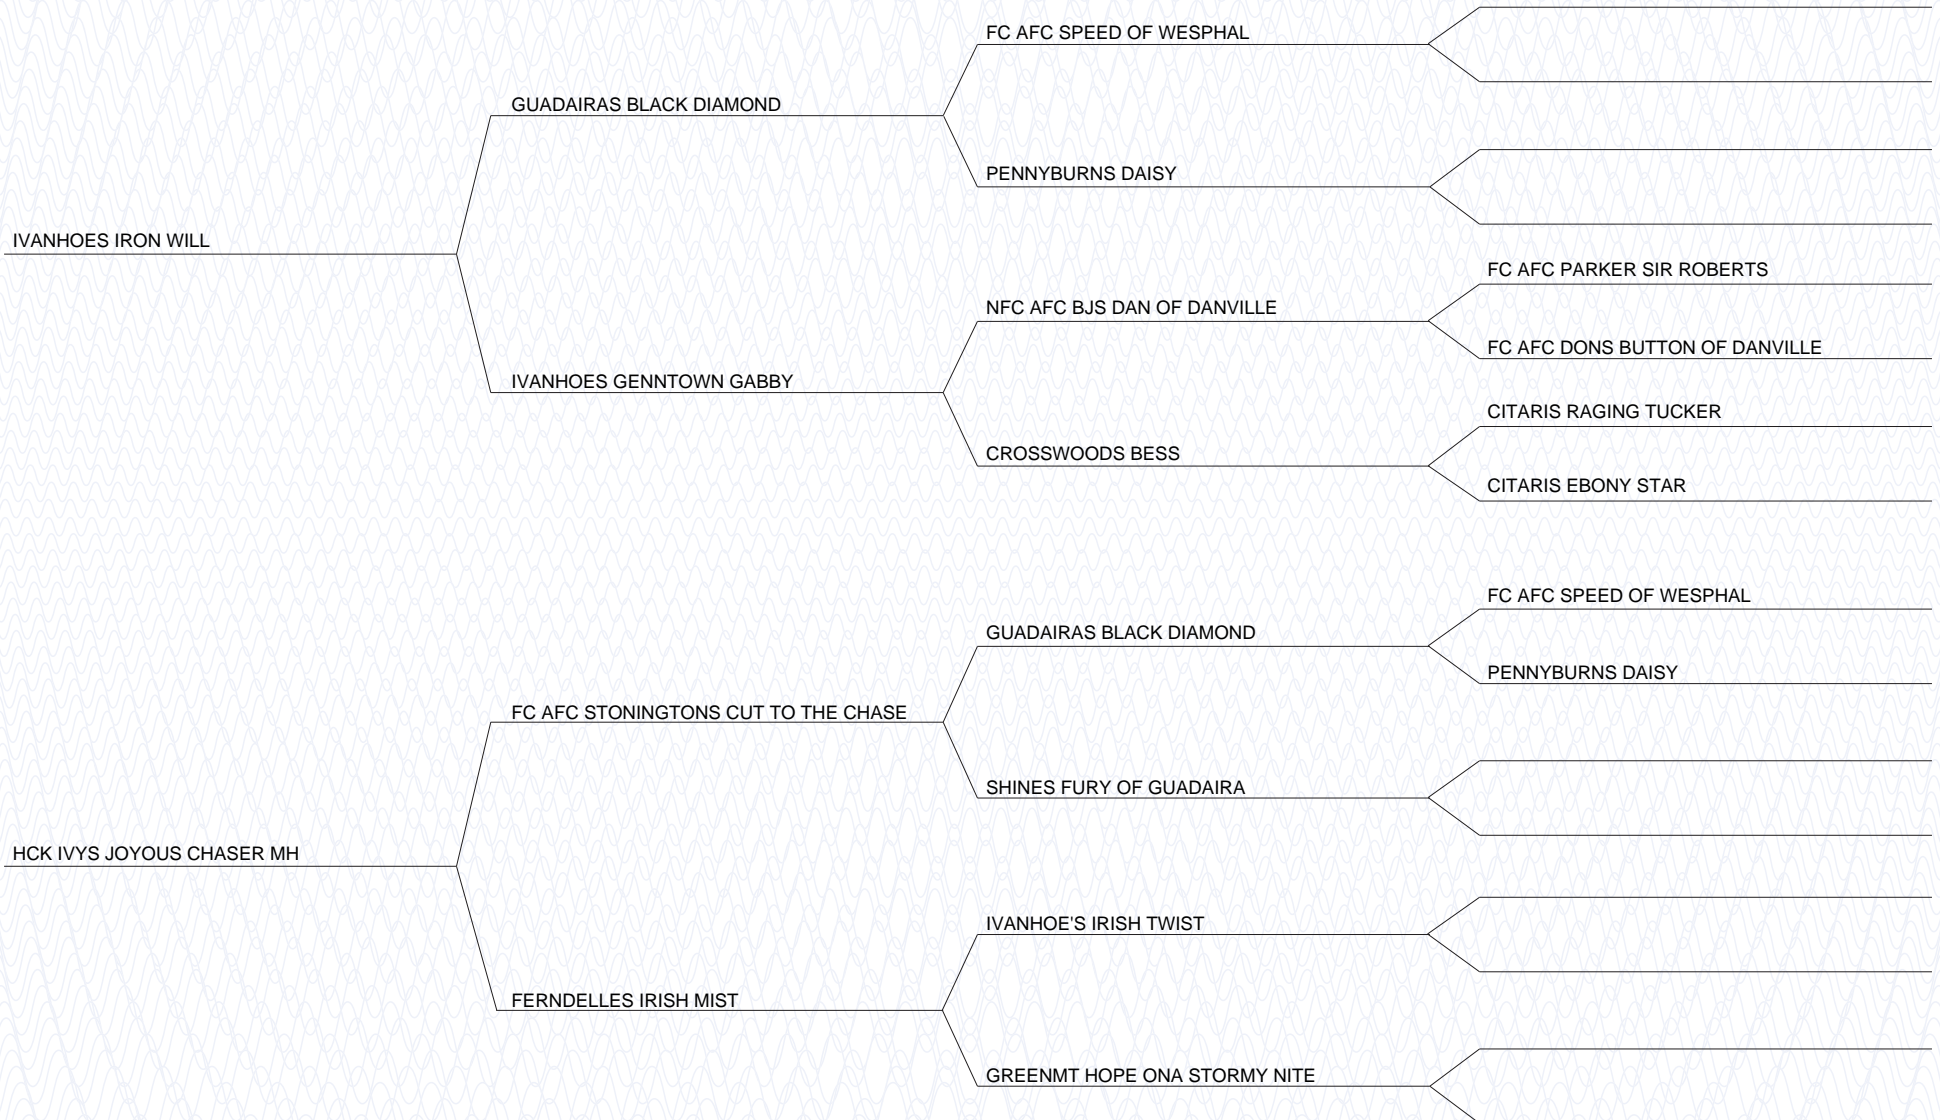 FC AFC SPEED OF WESPHAL
GUADAIRAS BLACK DIAMOND
PENNYBURNS DAISY
IVANHOES IRON WILL
FC AFC PARKER SIR ROBERTS
NFC AFC BJS DAN OF DANVILLE
FC AFC DONS BUTTON OF DANVILLE
IVANHOES GENNTOWN GABBY
CITARIS RAGING TUCKER
CROSSWOODS BESS
CITARIS EBONY STAR
FC AFC SPEED OF WESPHAL
GUADAIRAS BLACK DIAMOND
PENNYBURNS DAISY
FC AFC STONINGTONS CUT TO THE CHASE
SHINES FURY OF GUADAIRA
HCK IVYS JOYOUS CHASER MH
IVANHOE'S IRISH TWIST
FERNDELLES IRISH MIST
GREENMT HOPE ONA STORMY NITE